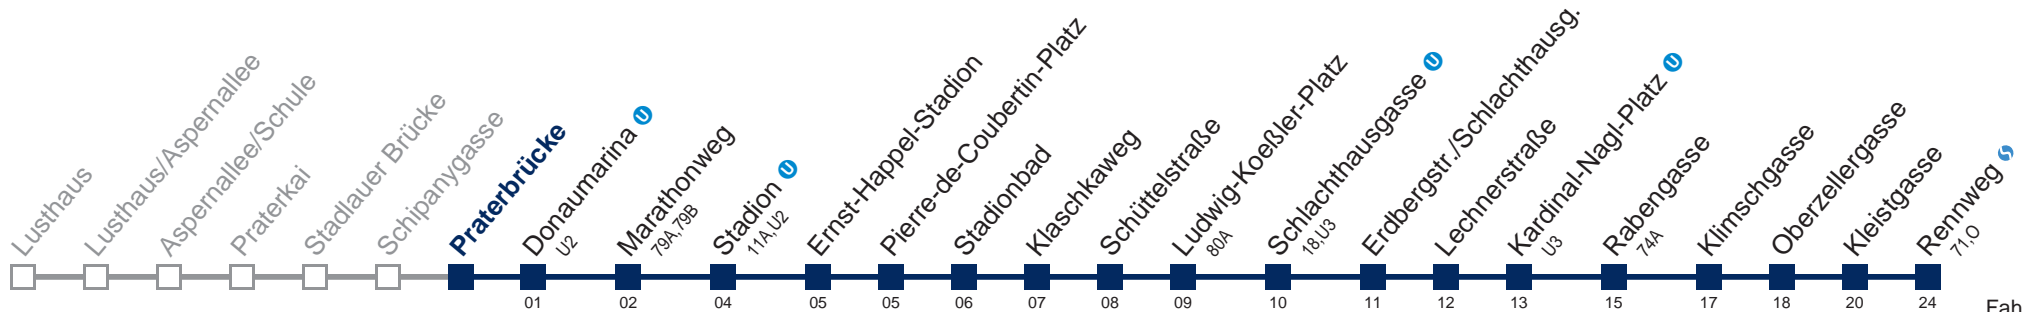 Lusthaus
Lusthaus/Aspernallee
Aspernallee/Schule
Praterkai
Stadlauer Brücke
Schipanygasse
Praterbrücke
Donaumarina U
U2
01
Marathonweg
79A,79B
02
Stadion U
11A,U2
04
Ernst-Happel-Stadion
05
Pierre-de-Coubertin-Platz
05
Stadionbad
06
Klaschkaweg
07
Schüttelstraße
08
Ludwig-Koeßler-Platz
80A
09
Schlachthausgasse U
18,U3
10
Erdbergstr./Schlachthausg.
11
Lechnerstraße
12
Kardinal-Nagl-Platz U
U3
13
Rabengasse
74A
15
Klimschgasse
17
Oberzellergasse
18
Kleistgasse
20
Rennweg S
71,O
24
Fah